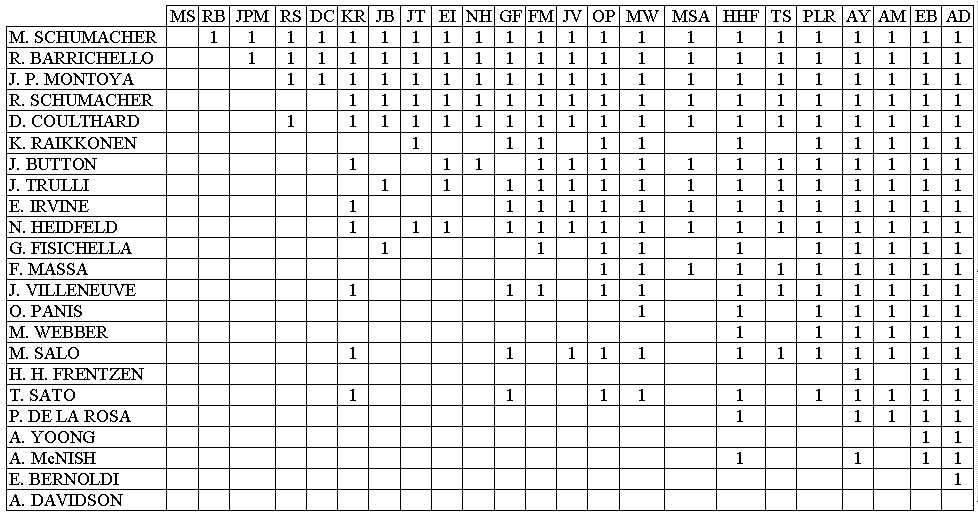 MS RB JPM RS DC KR JB JT EI NH GF FM JV OP MW MSA HHF TS PLR AY AM EB AD
M. SCHUMACHER 1 1 1 1 1 1 1 1 1 1 1 1 1 1 1 1 1 1 1 1 1 1
R. BARRICHELLO 1 1 1 1 1 1 1 1 1 1 1 1 1 1 1 1 1 1 1 1 1
J. P. MONTOYA 1 1 1 1 1 1 1 1 1 1 1 1 1 1 1 1 1 1 1 1
R. SCHUMACHER 1 1 1 1 1 1 1 1 1 1 1 1 1 1 1 1 1 1
D. COULTHARD 1 1 1 1 1 1 1 1 1 1 1 1 1 1 1 1 1 1 1
K. RAIKKONEN 1 1 1 1 1 1 1 1 1 1 1
J. BUTTON 1 1 1 1 1 1 1 1 1 1 1 1 1 1 1
J. TRULLI 1 1 1 1 1 1 1 1 1 1 1 1 1 1 1
E. IRVINE 1 1 1 1 1 1 1 1 1 1 1 1 1 1
N. HEIDFELD 1 1 1 1 1 1 1 1 1 1 1 1 1 1 1 1
G. FISICHELLA 1 1 1 1 1 1 1 1 1 1
F. MASSA 1 1 1 1 1 1 1 1 1 1
J. VILLENEUVE 1 1 1 1 1 1 1 1 1 1 1 1
O. PANIS 1 1 1 1 1 1 1
M. WEBBER 1 1 1 1 1 1
M. SALO 1 1 1 1 1 1 1 1 1 1 1 1
H. H. FRENTZEN 1 1 1
T. SATO 1 1 1 1 1 1 1 1 1 1
P. DE LA ROSA 1 1 1 1 1
A. YOONG 1 1
A. McNISH 1 1 1 1
E. BERNOLDI 1
A. DAVIDSON